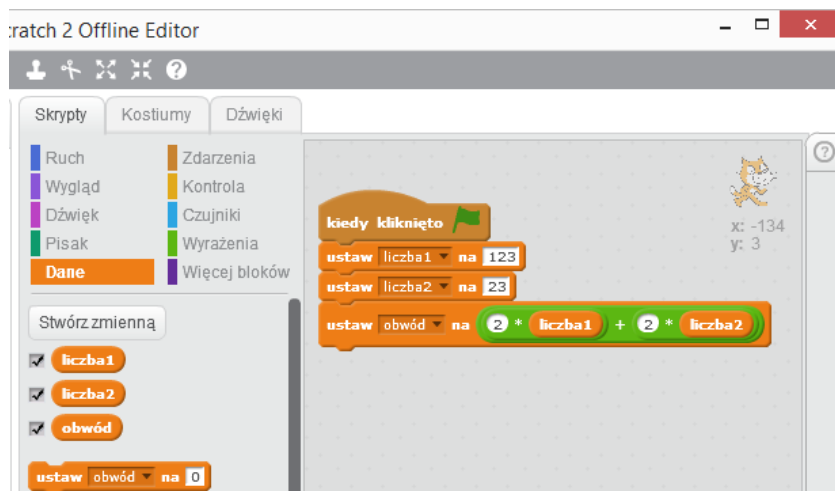 cratch 2 Offline Editor
Skrypty Kostiumy Dźwięki
Ruch Zdarzenia
Wygląd Kontrola
Dźwięk Czujniki
Pisak Wyrażenia
Dane Więcej bloków
Stwórz zmienną
liczba1
liczba2
obwód
ustaw obwód na 0
kiedy kliknięto
ustaw liczba1 na 123
ustaw liczba2 na 23
ustaw obwód na 2 * liczba1 + 2 * liczba2
x: -134
y: 3